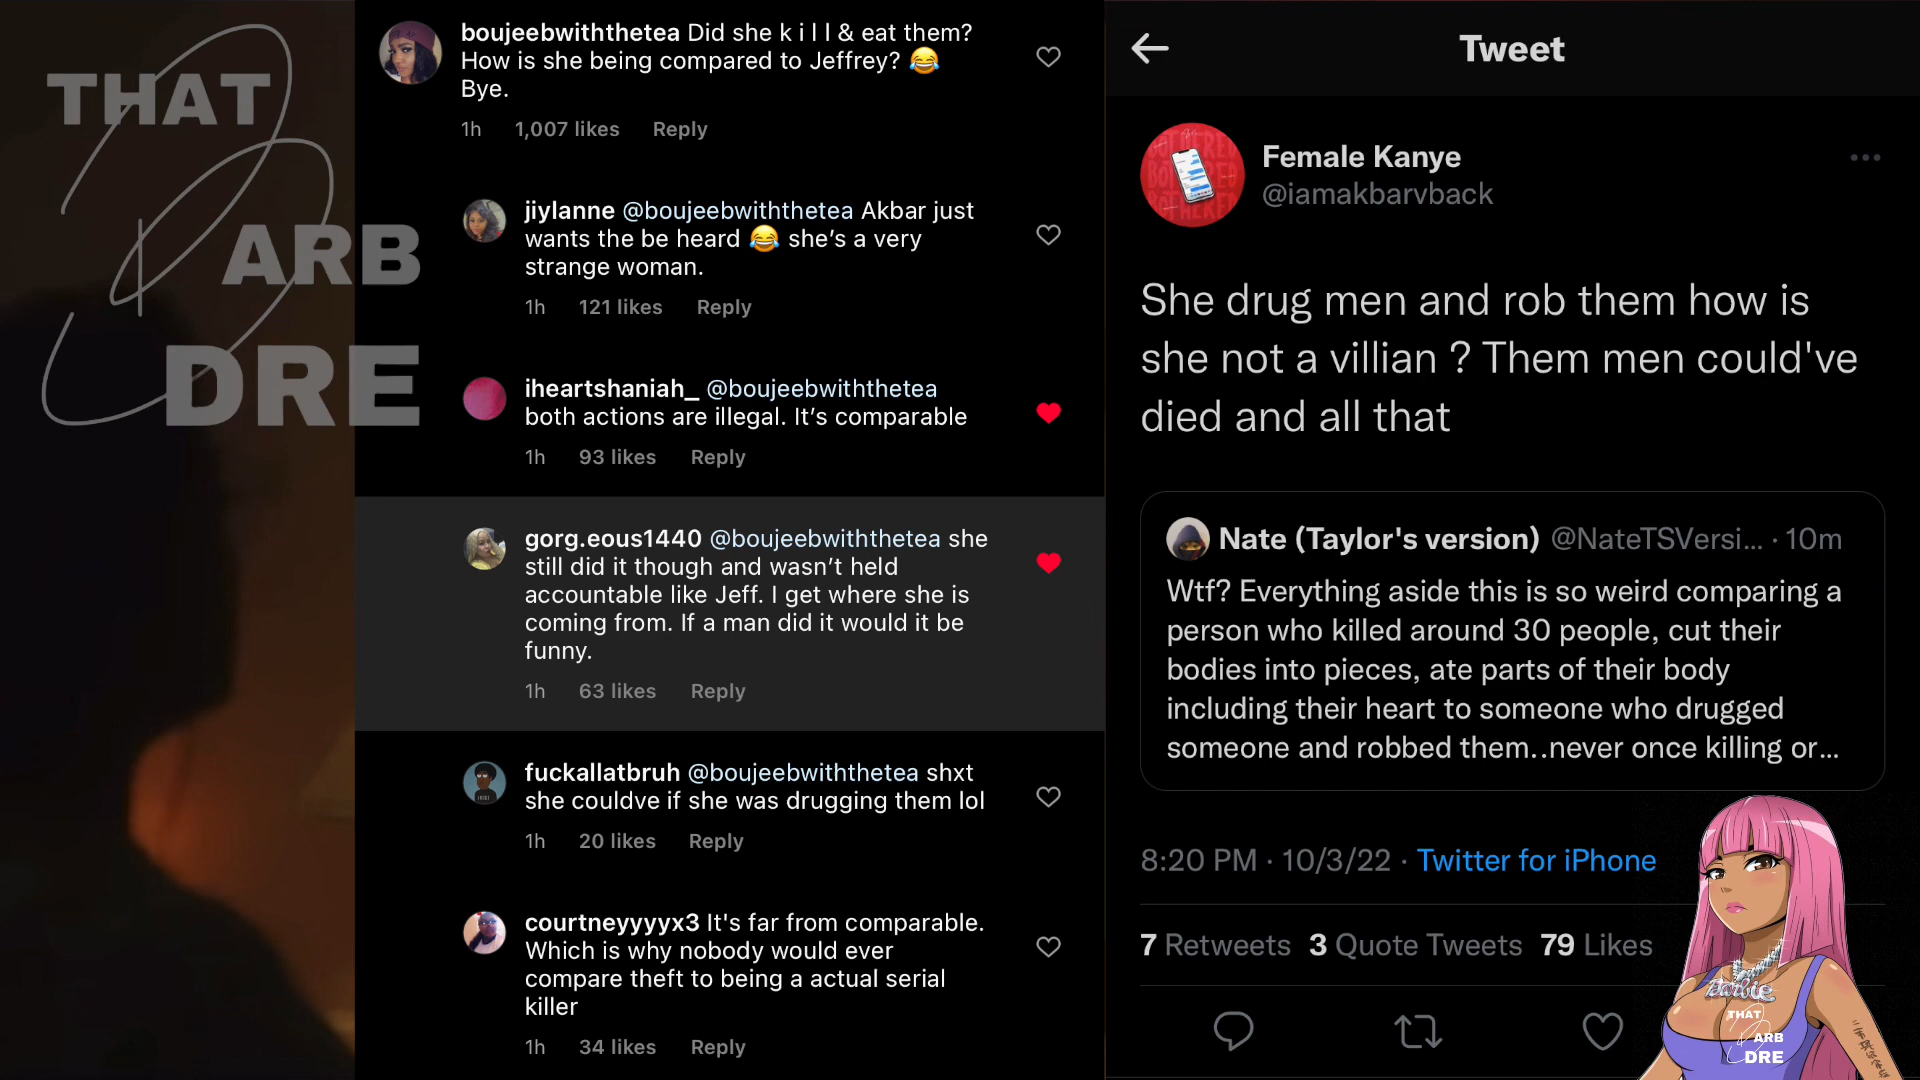 THAT
ARB
DRE
boujeebwiththetea Did she k i l l & eat them?
How is she being compared to Jeffrey? 😂
Bye.
1h 1,007 likes Reply
jiylanne @boujeebwiththetea Akbar just
wants the be heard 😂 she's a very
strange woman.
1h 121 likes Reply
iheartshaniah_ @boujeebwiththetea
both actions are illegal. It's comparable
1h 93 likes Reply
gorg.eous1440 @boujeebwiththetea she
still did it though and wasn't held
accountable like Jeff. I get where she is
coming from. If a man did it would it be
funny.
1h 63 likes Reply
fuckallatbruh @boujeebwiththetea shxt
she couldve if she was drugging them lol
1h 20 likes Reply
courtneyyyyx3 It's far from comparable.
Which is why nobody would ever
compare theft to being a actual serial
killer
1h 34 likes Reply
Tweet
Female Kanye
@iamakbarvback
She drug men and rob them how is
she not a villian ? Them men could've
died and all that
Nate (Taylor's version) @NateTSVersi... · 10m
Wtf? Everything aside this is so weird comparing a
person who killed around 30 people, cut their
bodies into pieces, ate parts of their body
including their heart to someone who drugged
someone and robbed them..never once killing or...
8:20 PM · 10/3/22 · Twitter for iPhone
7 Retweets 3 Quote Tweets 79 Likes
Barbie
THAT
ARB
DRE